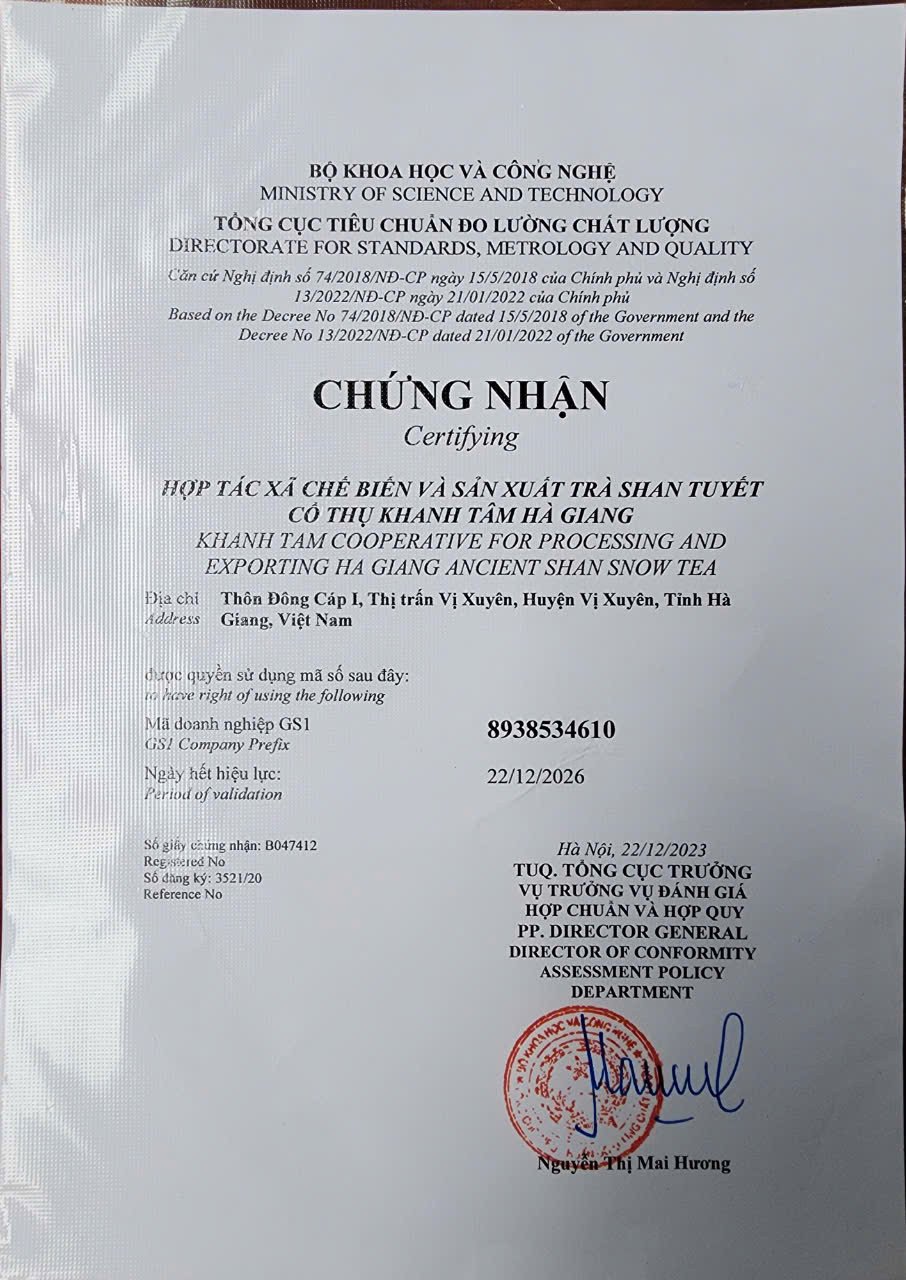 BỘ KHOA HỌC VÀ CÔNG NGHỆ
MINISTRY OF SCIENCE AND TECHNOLOGY
TỔNG CỤC TIÊU CHUẨN ĐO LƯỜNG CHẤT LƯỢNG
DIRECTORATE FOR STANDARDS, METROLOGY AND QUALITY
Căn cứ Nghị định số 74/2018/NĐ-CP ngày 15/5/2018 của Chính phủ và Nghị định số
13/2022/NĐ-CP ngày 21/01/2022 của Chính phủ
Based on the Decree No 74/2018/NĐ-CP dated 15/5/2018 of the Government and the
Decree No 13/2022/NĐ-CP dated 21/01/2022 of the Government
CHỨNG NHẬN
Certifying
HỢP TÁC XÃ CHẾ BIẾN VÀ SẢN XUẤT TRÀ SHAN TUYẾT
CỔ THỤ KHANH TÂM HÀ GIANG
KHANH TAM COOPERATIVE FOR PROCESSING AND
EXPORTING HA GIANG ANCIENT SHAN SNOW TEA
Địa chỉ Thôn Đông Cáp I, Thị trấn Vị Xuyên, Huyện Vị Xuyên, Tỉnh Hà
Address Giang, Việt Nam
được quyền sử dụng mã số sau đây:
to have right of using the following
Mã doanh nghiệp GS1 8938534610
GS1 Company Prefix
Ngày hết hiệu lực: 22/12/2026
Period of validation
Số giấy chứng nhận: B047412
Registered No
Số đăng ký: 3521/20
Reference No
Hà Nội, 22/12/2023
TUQ. TỔNG CỤC TRƯỞNG
VỤ TRƯỞNG VỤ ĐÁNH GIÁ
HỢP CHUẨN VÀ HỢP QUY
PP. DIRECTOR GENERAL
DIRECTOR OF CONFORMITY
ASSESSMENT POLICY
DEPARTMENT
BỘ KHOA HỌC VÀ CÔNG NGHỆ
Nguyễn Thị Mai Hương